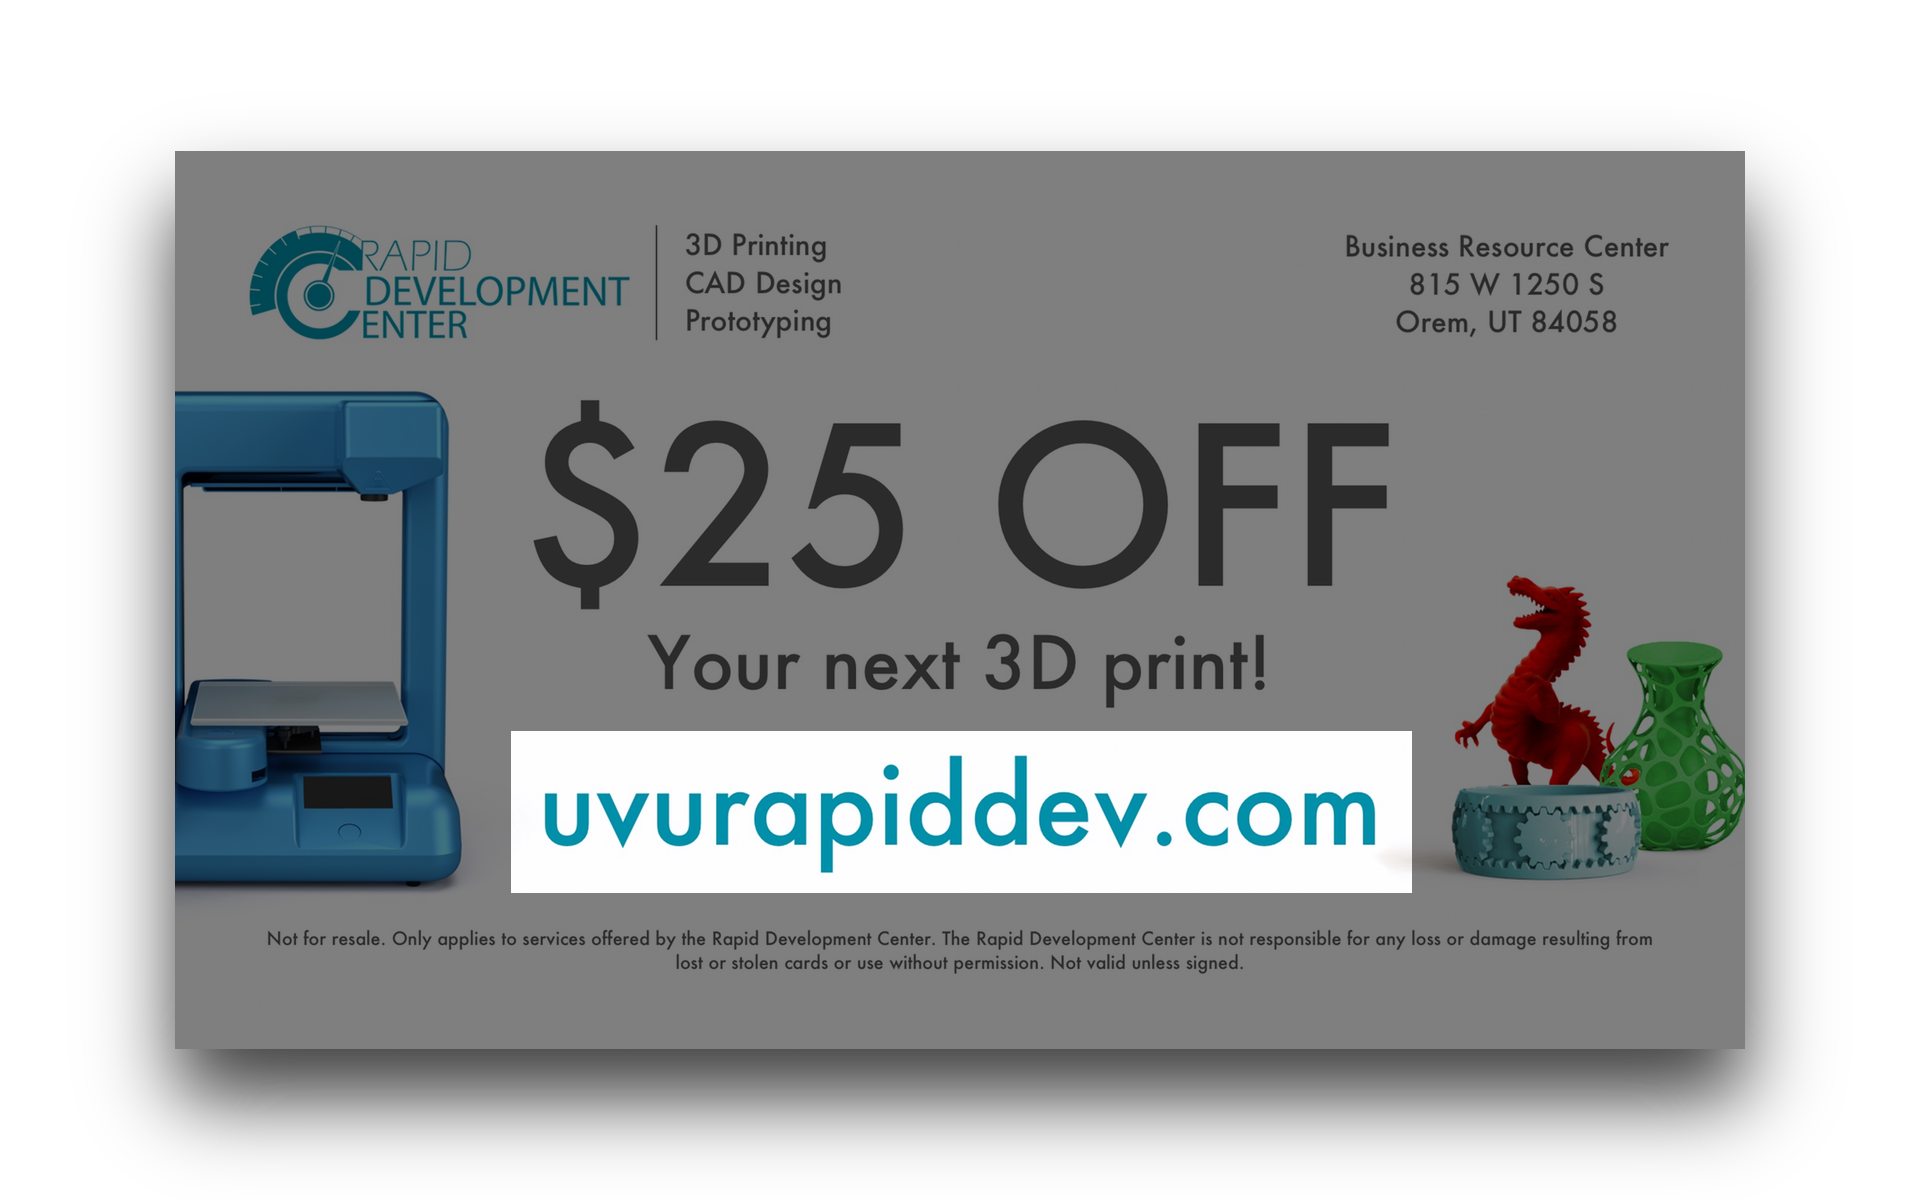 RAPID
DEVELOPMENT
CENTER
3D Printing
CAD Design
Prototyping
Business Resource Center
815 W 1250 S
Orem, UT 84058
$25 OFF
Your next 3D print!
uvurapiddev.com
Not for resale. Only applies to services offered by the Rapid Development Center. The Rapid Development Center is not responsible for any loss or damage resulting from
lost or stolen cards or use without permission. Not valid unless signed.